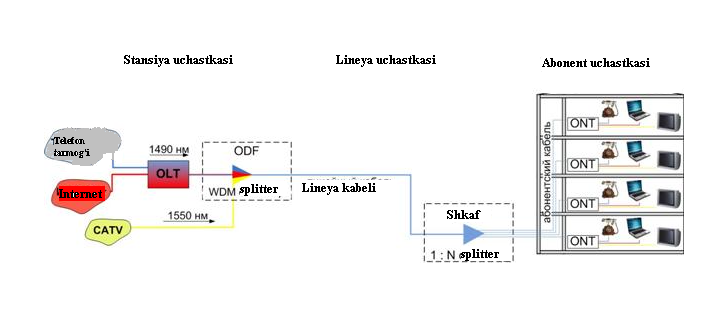 Stansiya uchastkasi
Lineya uchastkasi
Abonent uchastkasi
Telefon
tarmog'i
1490 нм
ODF
OLT
Internet
WDM splitter
Lineya kabeli
1550 нм
CATV
Shkaf
1 : N splitter
абонентский кабель
ONT
ONT
ONT
ONT